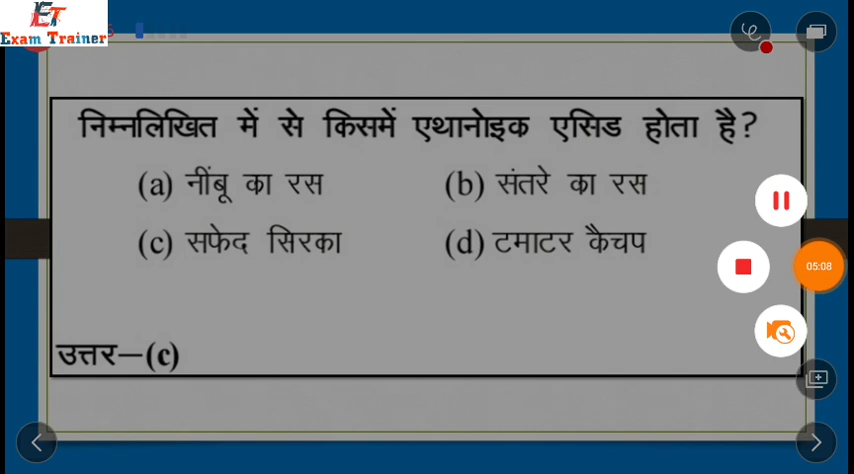 ET
Exam Trainer
निम्नलिखित में से किसमें एथानोइक एसिड होता है?
(a) नींबू का रस (b) संतरे का रस
(c) सफेद सिरका (d) टमाटर कैचप
05:08
उत्तर–(c)